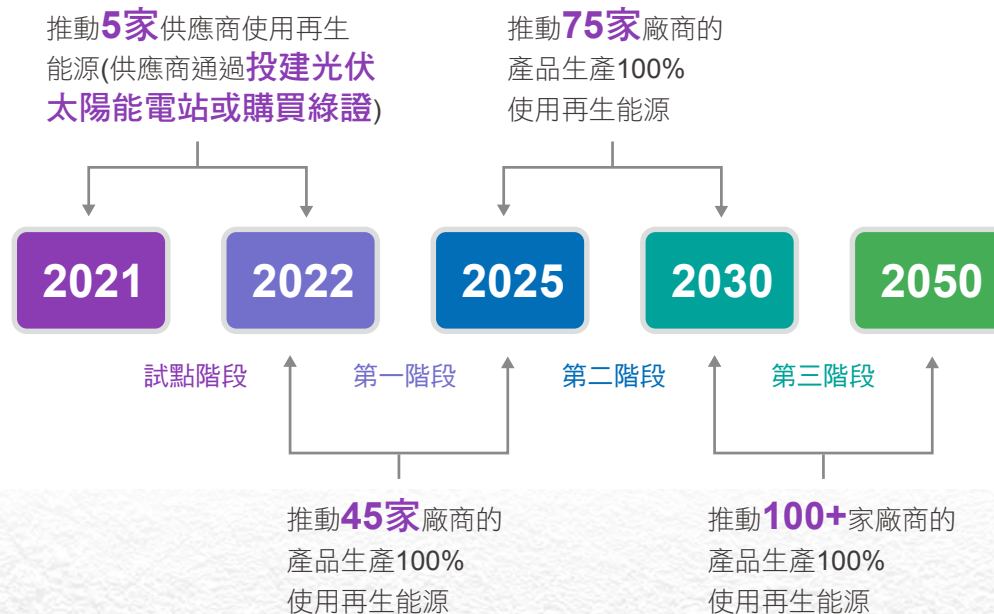 推動5家供應商使用再生
能源(供應商通過投建光伏
太陽能電站或購買綠證)
推動75家廠商的
產品生產100%
使用再生能源
2021
2022
2025
2030
2050
試點階段
第一階段
第二階段
第三階段
推動45家廠商的
產品生產100%
使用再生能源
推動100+家廠商的
產品生產100%
使用再生能源